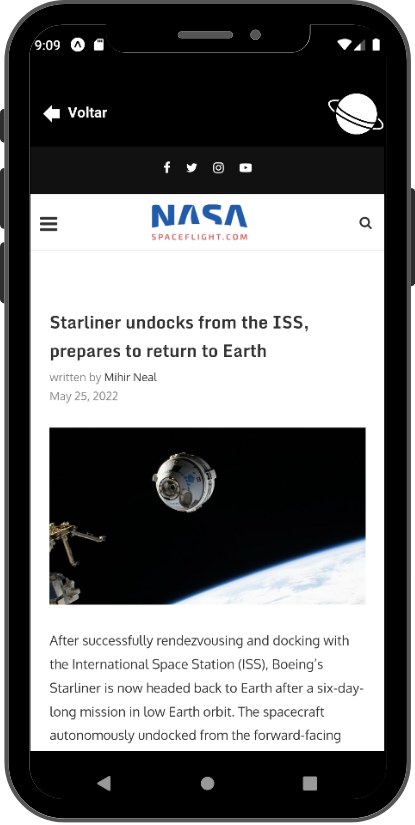 9:09
Voltar
NASA
SPACEFLIGHT.COM
Starliner undocks from the ISS,
prepares to return to Earth
written by Mihir Neal
May 25, 2022
After successfully rendezvousing and docking with
the International Space Station (ISS), Boeing's
Starliner is now headed back to Earth after a six-day-
long mission in low Earth orbit. The spacecraft
autonomously undocked from the forward-facing